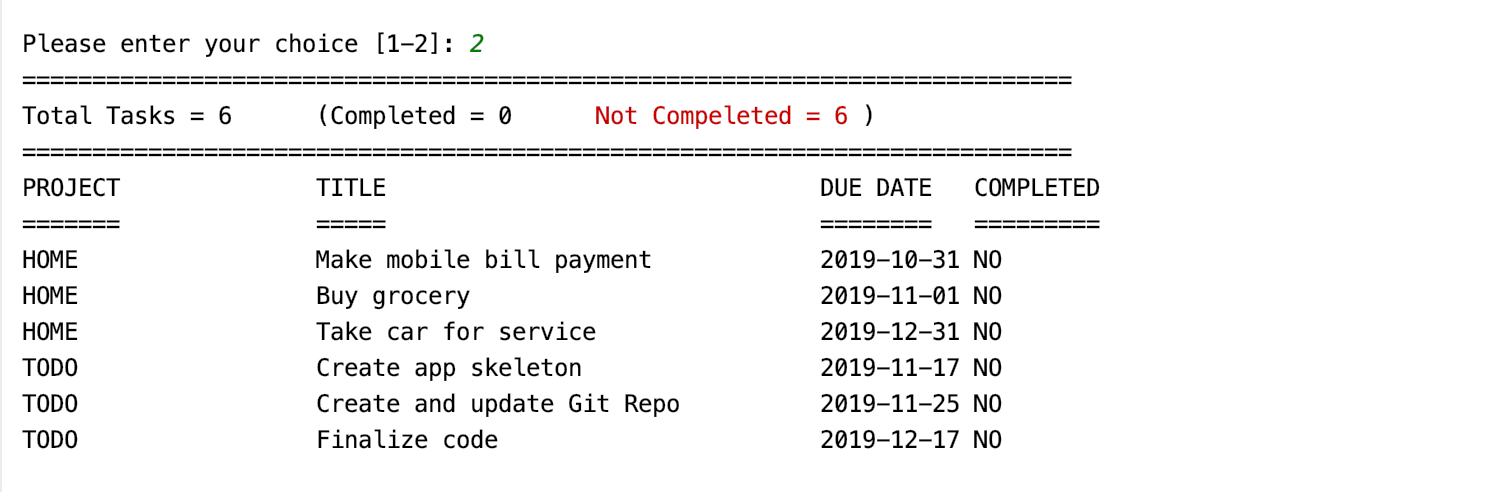 Please enter your choice [1-2]: 2
===========================================================================
Total Tasks = 6      (Completed = 0      Not Compeleted = 6 )
===========================================================================
PROJECT              TITLE                               DUE DATE   COMPLETED
=======              =====                               ========   =========
HOME                 Make mobile bill payment            2019-10-31 NO
HOME                 Buy grocery                         2019-11-01 NO
HOME                 Take car for service                2019-12-31 NO
TODO                 Create app skeleton                 2019-11-17 NO
TODO                 Create and update Git Repo          2019-11-25 NO
TODO                 Finalize code                       2019-12-17 NO